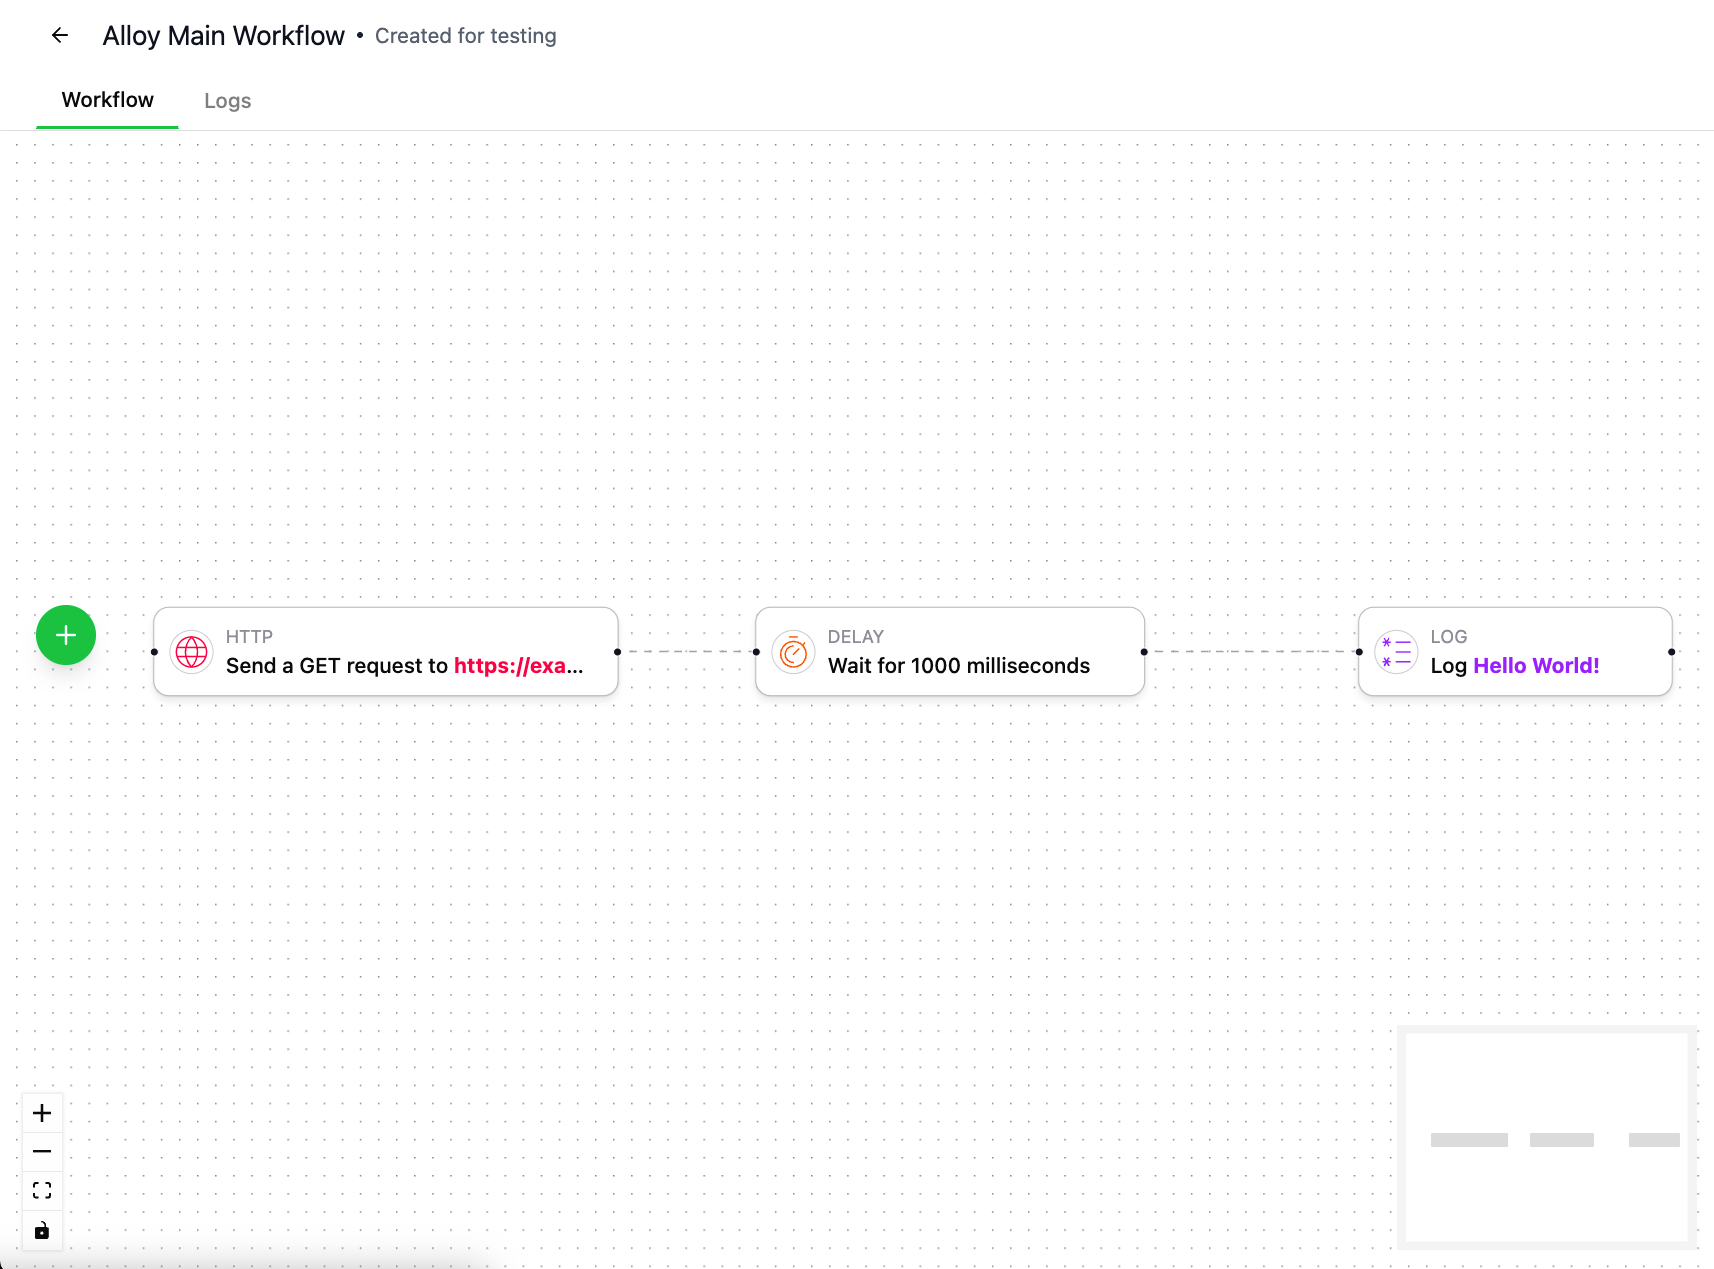 Alloy Main Workflow • Created for testing
Workflow
Logs
HTTP
Send a GET request to https://exa...
DELAY
Wait for 1000 milliseconds
LOG
Log Hello World!